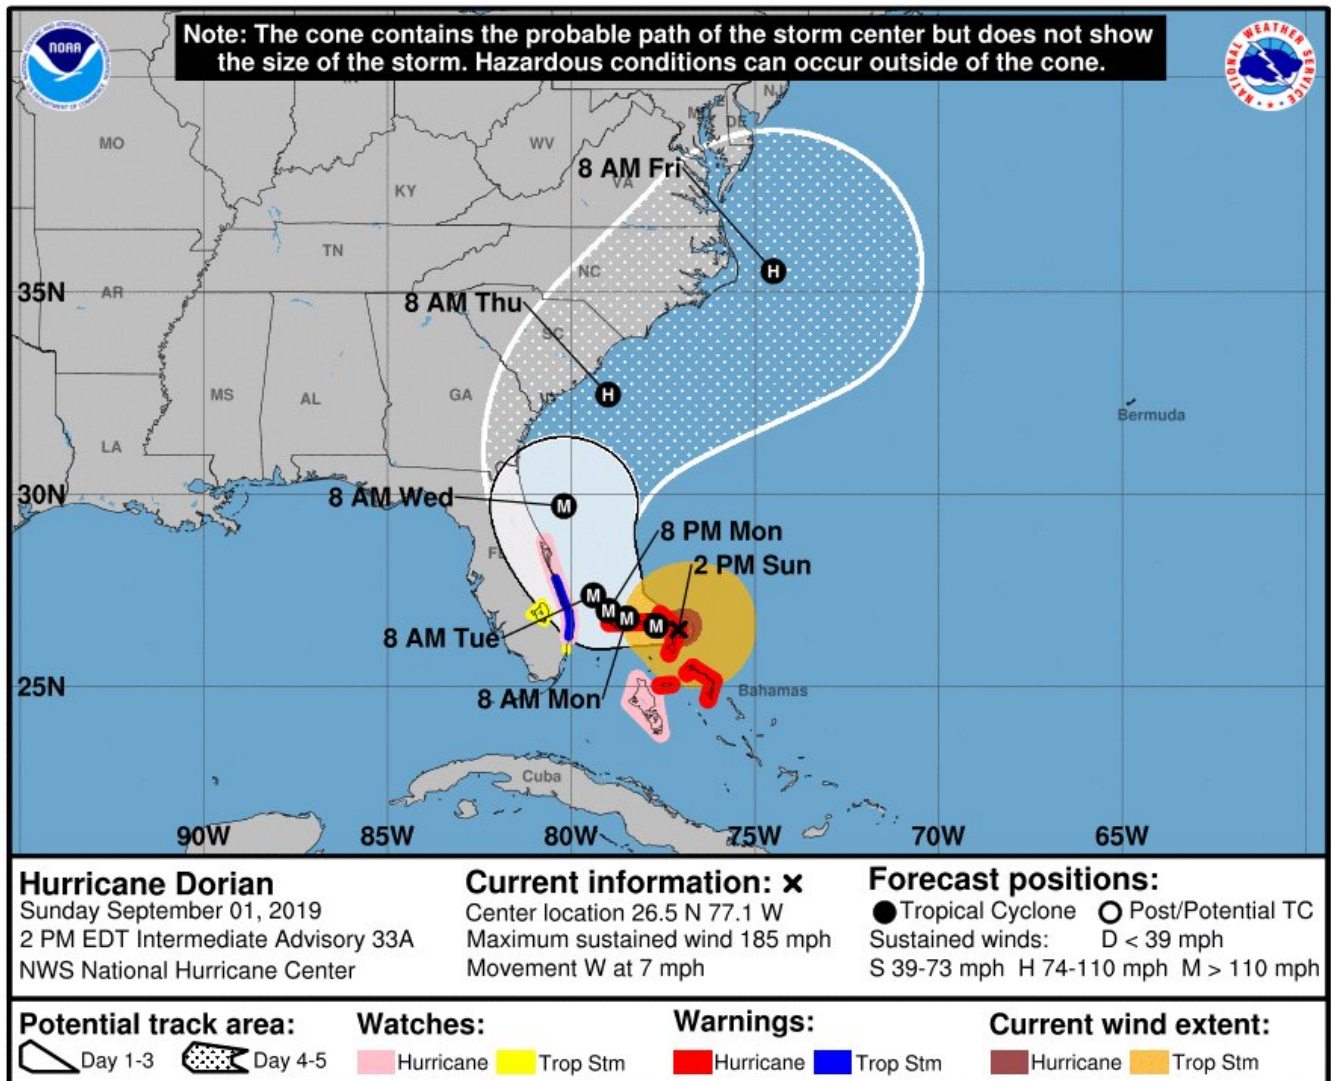 Note: The cone contains the probable path of the storm center but does not show
the size of the storm. Hazardous conditions can occur outside of the cone.
NOAA
NATIONAL WEATHER SERVICE
NJ
DE
MO
WV
8 AM Fri
VA
KY
TN
NC
35N
AR
8 AM Thu
SC
MS
AL
GA
Bermuda
LA
30N
8 AM Wed
8 PM Mon
FL
2 PM Sun
8 AM Tue
25N
8 AM Mon
Bahamas
Cuba
90W 85W 80W 75W 70W 65W
H
H
M
M
M
M
M
Hurricane Dorian
Sunday September 01, 2019
2 PM EDT Intermediate Advisory 33A
NWS National Hurricane Center
Current information: x
Center location 26.5 N 77.1 W
Maximum sustained wind 185 mph
Movement W at 7 mph
Forecast positions:
Tropical Cyclone Post/Potential TC
Sustained winds: D < 39 mph
S 39-73 mph H 74-110 mph M > 110 mph
Potential track area:
Day 1-3 Day 4-5
Watches:
Hurricane Trop Stm
Warnings:
Hurricane Trop Stm
Current wind extent:
Hurricane Trop Stm